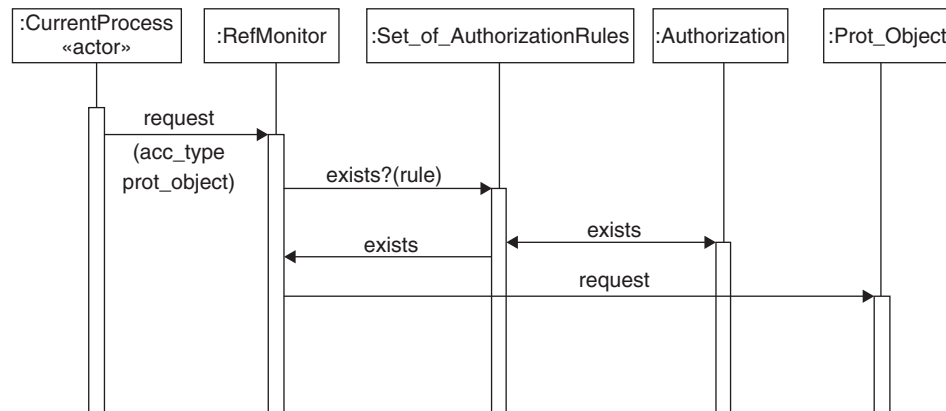 :CurrentProcess
«actor»
:RefMonitor
:Set_of_AuthorizationRules
:Authorization
:Prot_Object
request
(acc_type
prot_object)
exists?(rule)
exists
exists
request